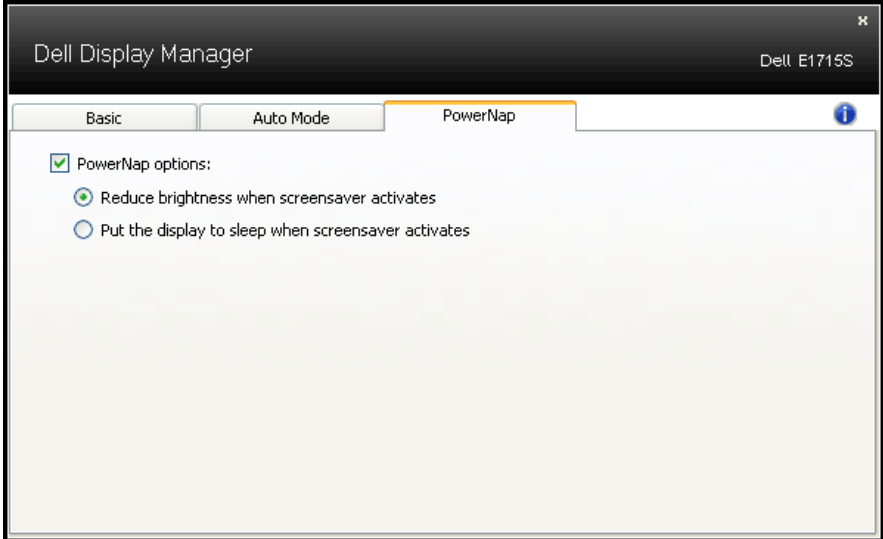 x
Dell Display Manager
Dell E1715S
Basic
Auto Mode
PowerNap
i
PowerNap options:
Reduce brightness when screensaver activates
Put the display to sleep when screensaver activates